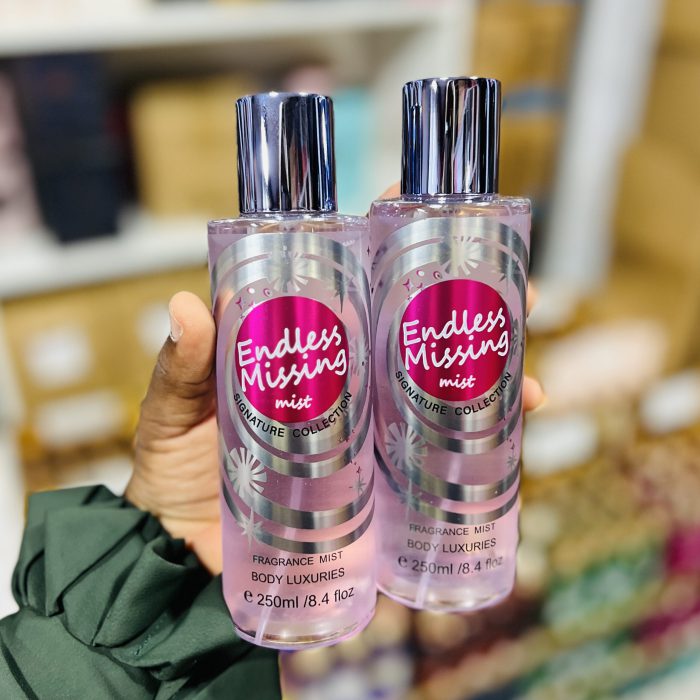 Endless
Missing
mist
SIGNATURE COLLECTION
FRAGRANCE MIST
BODY LUXURIES
e 250ml /8.4 floz
Endless
Missing
mist
SIGNATURE COLLECTION
FRAGRANCE MIST
BODY LUXURIES
e 250ml /8.4 floz